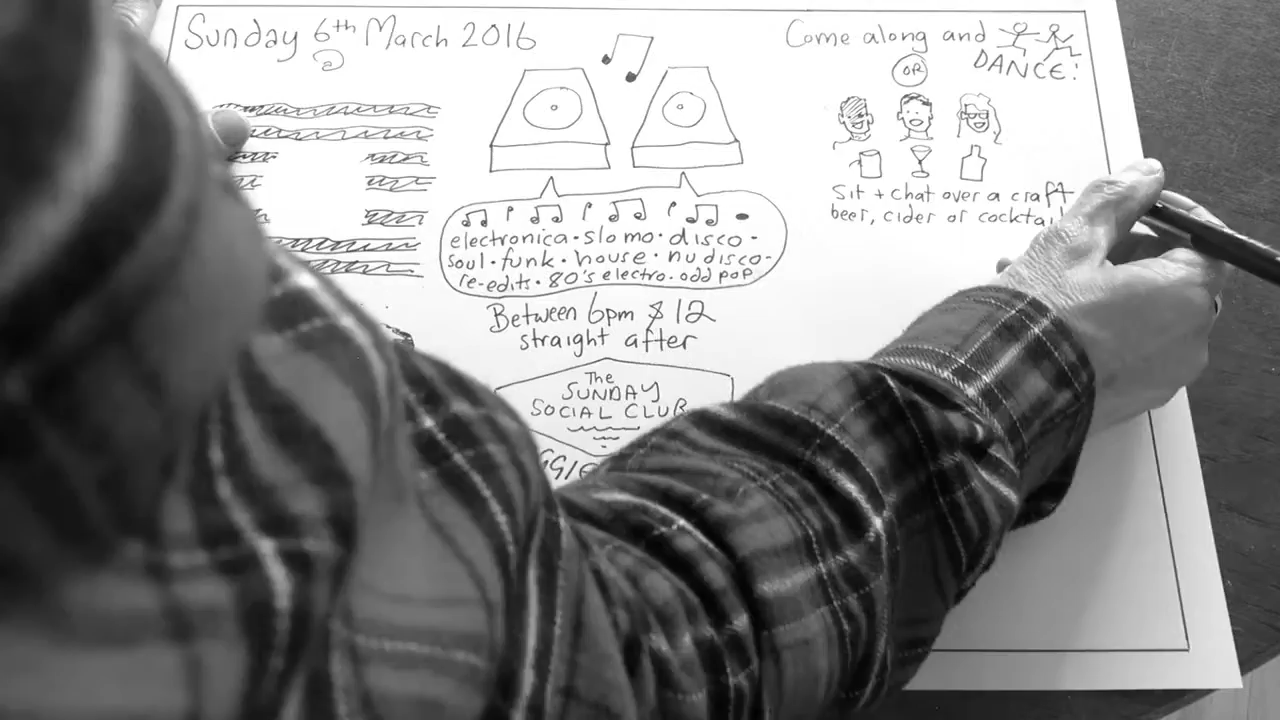 Sunday 6th March 2016
@
electronica · slo mo · disco ·
soul · funk · house · nu disco ·
re-edits · 80's electro · odd pop
Between 6pm & 12
straight after
The
SUNDAY
SOCIAL CLUB
Come along and
DANCE!
OR
Sit + chat over a craft
beer, cider or cocktail